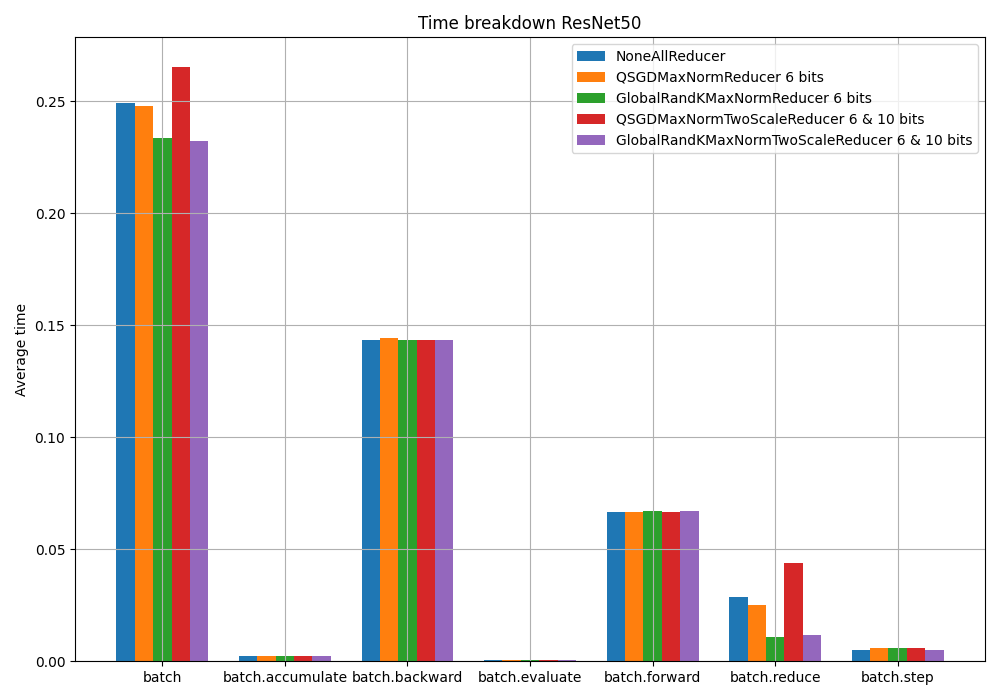 Time breakdown ResNet50
NoneAllReducer
QSGDMaxNormReducer 6 bits
GlobalRandKMaxNormReducer 6 bits
QSGDMaxNormTwoScaleReducer 6 & 10 bits
GlobalRandKMaxNormTwoScaleReducer 6 & 10 bits
Average time
0.25
0.20
0.15
0.10
0.05
0.00
batch batch.accumulate batch.backward batch.evaluate batch.forward batch.reduce batch.step